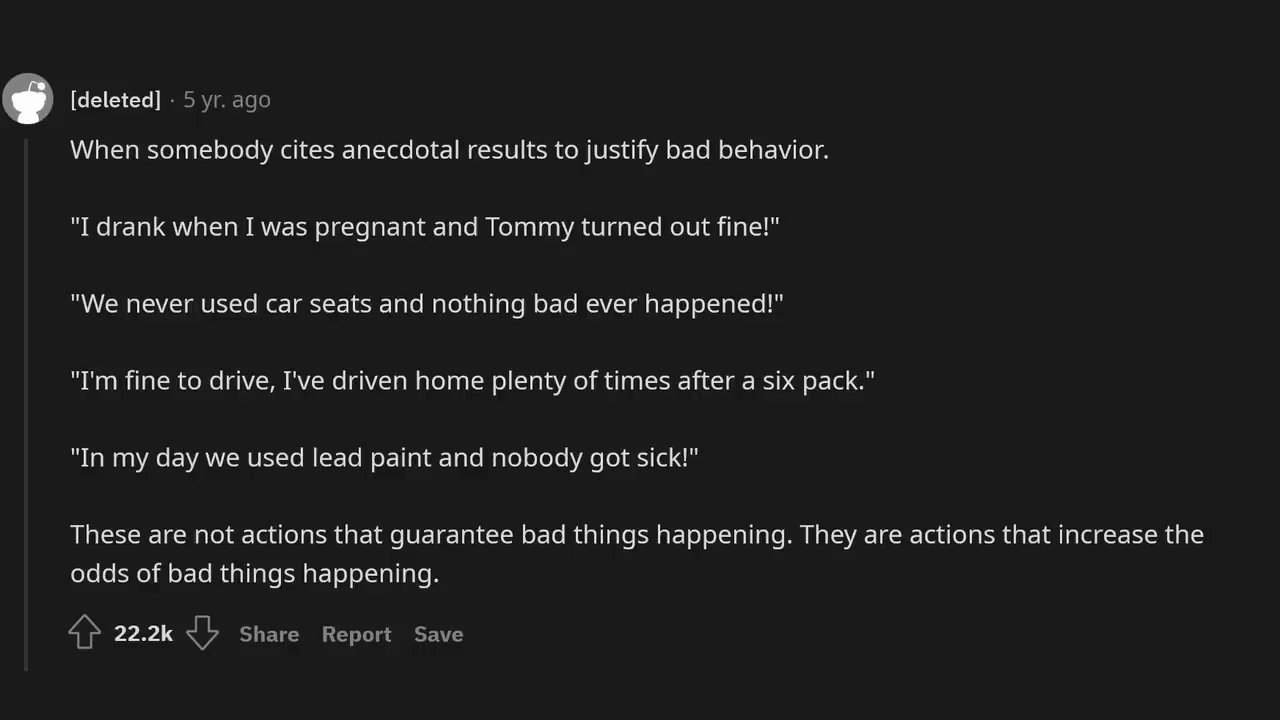 [deleted] · 5 yr. ago
When somebody cites anecdotal results to justify bad behavior.
"I drank when I was pregnant and Tommy turned out fine!"
"We never used car seats and nothing bad ever happened!"
"I'm fine to drive, I've driven home plenty of times after a six pack."
"In my day we used lead paint and nobody got sick!"
These are not actions that guarantee bad things happening. They are actions that increase the
odds of bad things happening.
22.2k Share Report Save